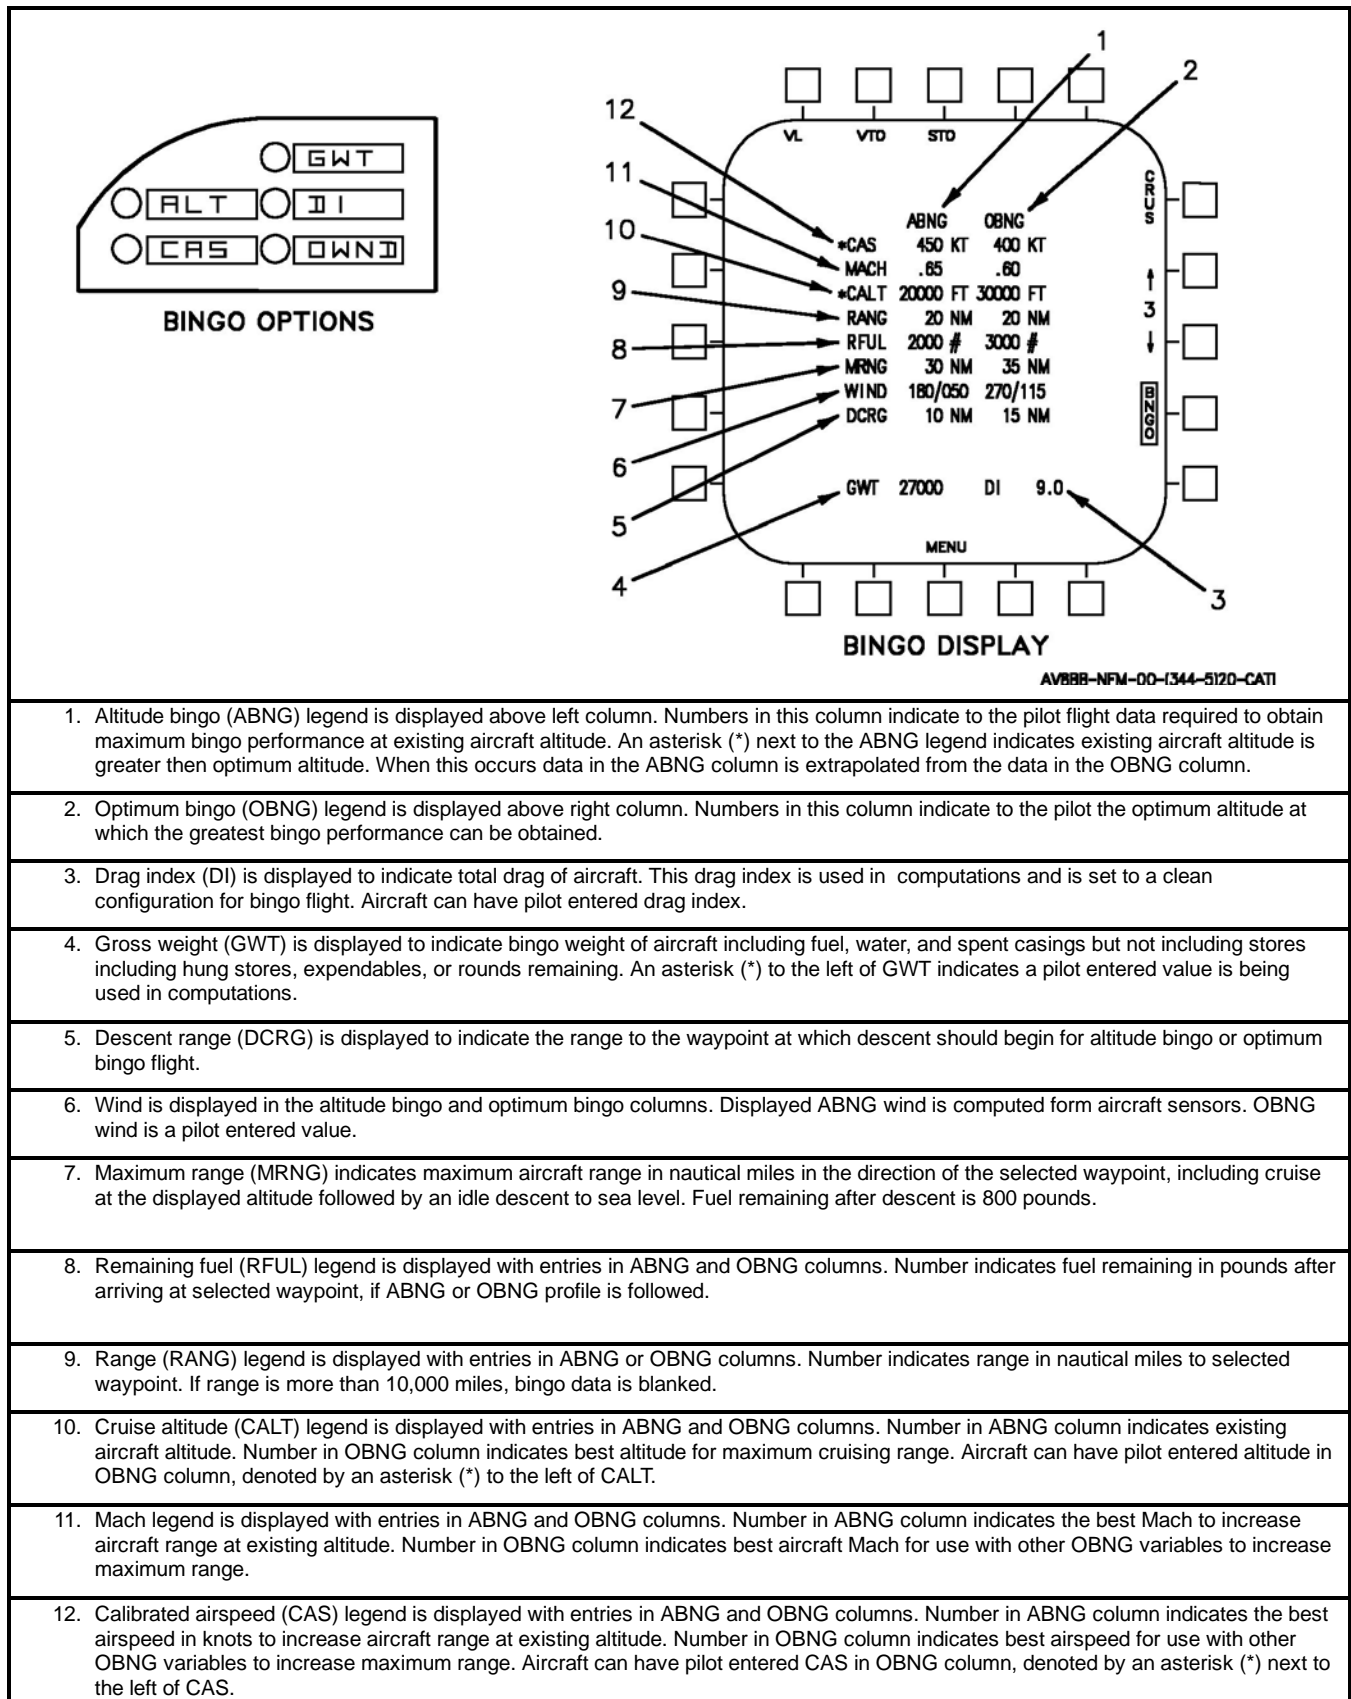 1
2
12
11
10
9
8
7
6
5
4
3
GWT
ALT DI
CAS OWND
BINGO OPTIONS
VL VTO STO
CRUS
ABNG OBNG
*CAS 450 KT 400 KT
MACH .65 .60
*CALT 20000 FT 30000 FT
3
RANG 20 NM 20 NM
RFUL 2000 # 3000 #
MRNG 30 NM 35 NM
WIND 180/050 270/115
BNGO
DCRG 10 NM 15 NM
GWT 27000 DI 9.0
MENU
BINGO DISPLAY
AV8BB-NFM-00-(344-5)20-CATI
1. Altitude bingo (ABNG) legend is displayed above left column. Numbers in this column indicate to the pilot flight data required to obtain
maximum bingo performance at existing aircraft altitude. An asterisk (*) next to the ABNG legend indicates existing aircraft altitude is
greater then optimum altitude. When this occurs data in the ABNG column is extrapolated from the data in the OBNG column.
2. Optimum bingo (OBNG) legend is displayed above right column. Numbers in this column indicate to the pilot the optimum altitude at
which the greatest bingo performance can be obtained.
3. Drag index (DI) is displayed to indicate total drag of aircraft. This drag index is used in computations and is set to a clean
configuration for bingo flight. Aircraft can have pilot entered drag index.
4. Gross weight (GWT) is displayed to indicate bingo weight of aircraft including fuel, water, and spent casings but not including stores
including hung stores, expendables, or rounds remaining. An asterisk (*) to the left of GWT indicates a pilot entered value is being
used in computations.
5. Descent range (DCRG) is displayed to indicate the range to the waypoint at which descent should begin for altitude bingo or optimum
bingo flight.
6. Wind is displayed in the altitude bingo and optimum bingo columns. Displayed ABNG wind is computed form aircraft sensors. OBNG
wind is a pilot entered value.
7. Maximum range (MRNG) indicates maximum aircraft range in nautical miles in the direction of the selected waypoint, including cruise
at the displayed altitude followed by an idle descent to sea level. Fuel remaining after descent is 800 pounds.
8. Remaining fuel (RFUL) legend is displayed with entries in ABNG and OBNG columns. Number indicates fuel remaining in pounds after
arriving at selected waypoint, if ABNG or OBNG profile is followed.
9. Range (RANG) legend is displayed with entries in ABNG or OBNG columns. Number indicates range in nautical miles to selected
waypoint. If range is more than 10,000 miles, bingo data is blanked.
10. Cruise altitude (CALT) legend is displayed with entries in ABNG and OBNG columns. Number in ABNG column indicates existing
aircraft altitude. Number in OBNG column indicates best altitude for maximum cruising range. Aircraft can have pilot entered altitude in
OBNG column, denoted by an asterisk (*) to the left of CALT.
11. Mach legend is displayed with entries in ABNG and OBNG columns. Number in ABNG column indicates the best Mach to increase
aircraft range at existing altitude. Number in OBNG column indicates best aircraft Mach for use with other OBNG variables to increase
maximum range.
12. Calibrated airspeed (CAS) legend is displayed with entries in ABNG and OBNG columns. Number in ABNG column indicates the best
airspeed in knots to increase aircraft range at existing altitude. Number in OBNG column indicates best airspeed for use with other
OBNG variables to increase maximum range. Aircraft can have pilot entered CAS in OBNG column, denoted by an asterisk (*) next to
the left of CAS.